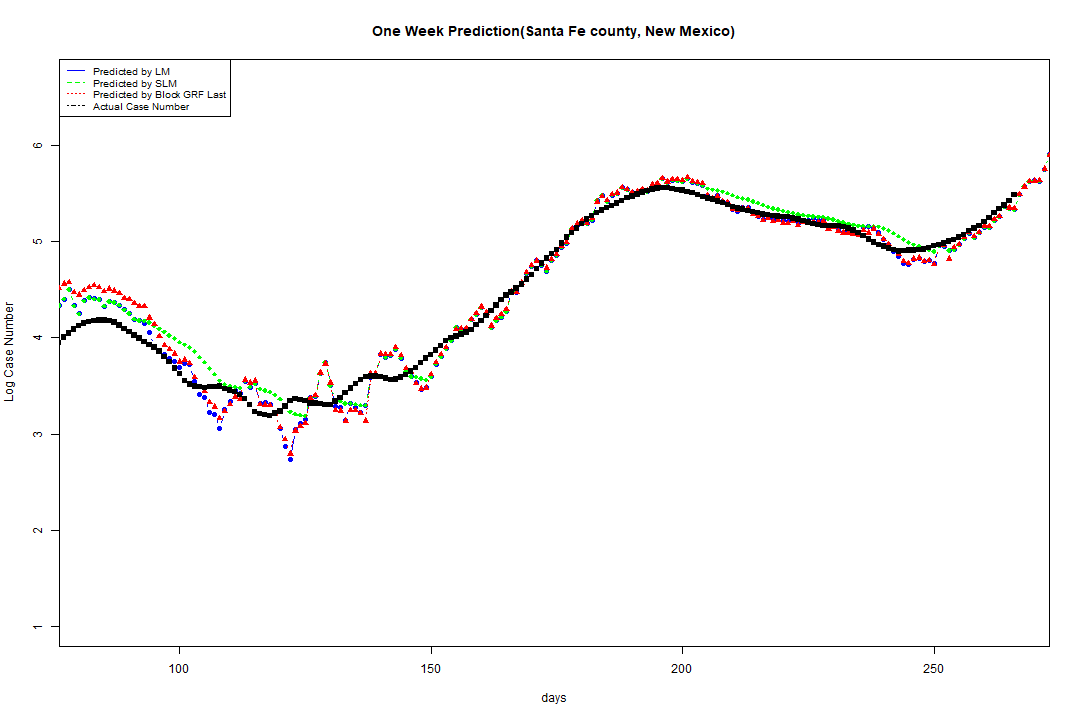 One Week Prediction(Santa Fe county, New Mexico)
Predicted by LM
Predicted by SLM
Predicted by Block GRF Last
Actual Case Number
Log Case Number
6
5
4
3
2
1
100 150 200 250
days